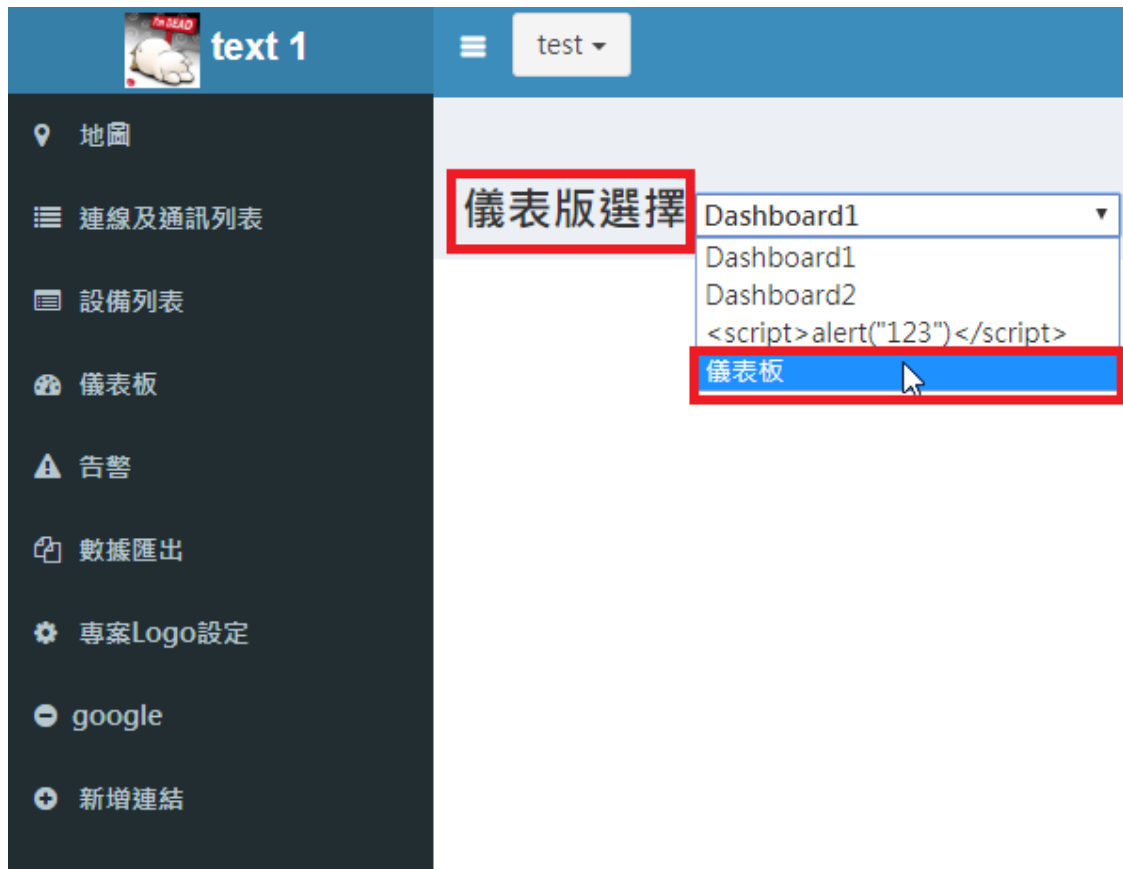 I'm DEAD
text 1
test
地圖
連線及通訊列表
設備列表
儀表板
告警
數據匯出
專案Logo設定
google
新增連結
儀表版選擇
Dashboard1
Dashboard1
Dashboard2
<script>alert("123")</script>
儀表板